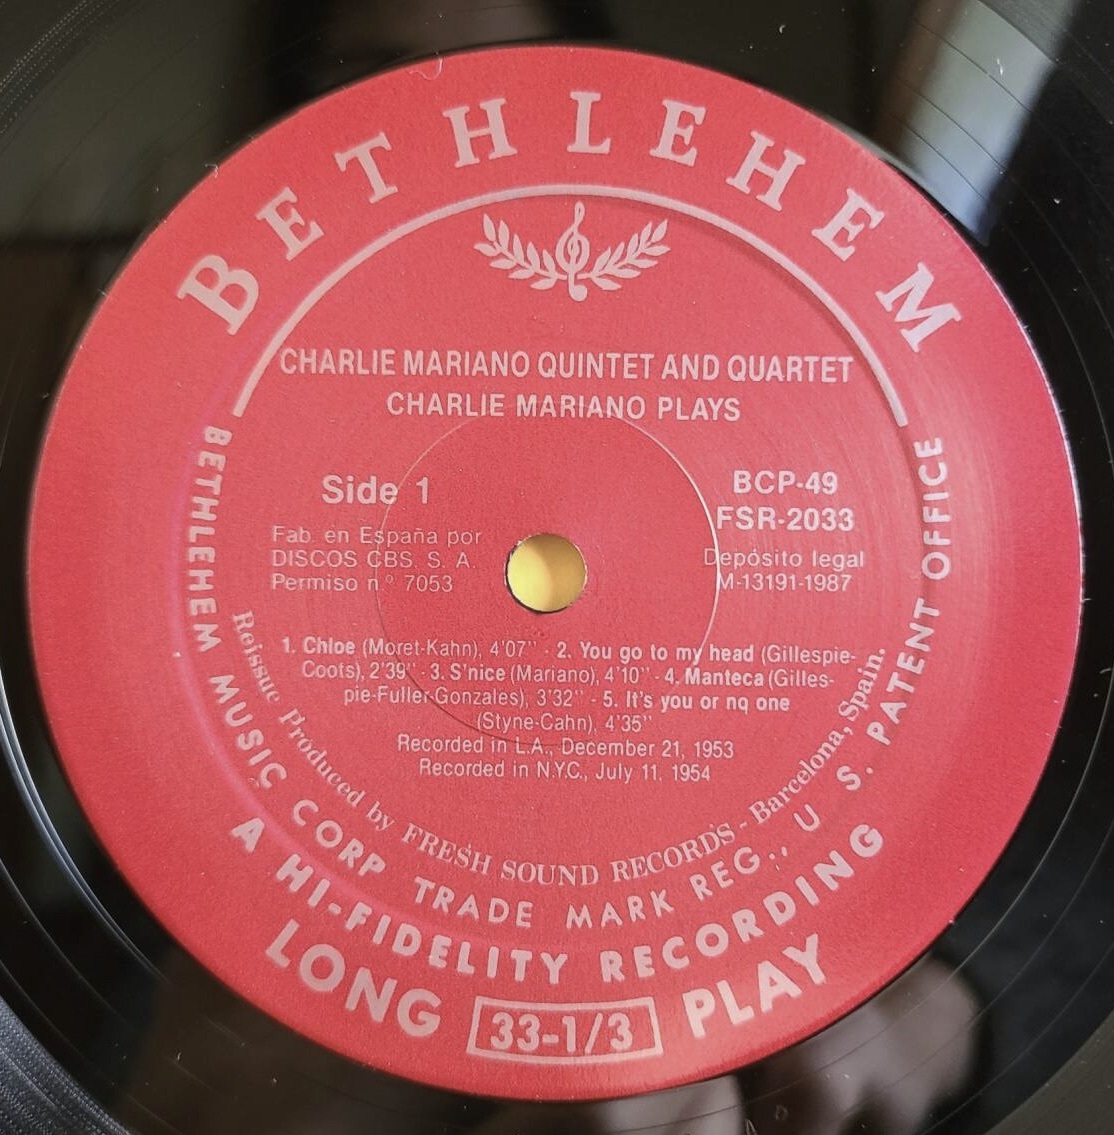 BETHLEHEM
CHARLIE MARIANO QUINTET AND QUARTET
CHARLIE MARIANO PLAYS
Side 1
BCP-49
FSR-2033
Fab. en España por
DISCOS CBS. S. A.
Permiso n.º 7053
Depósito legal
M-13191-1987
1. Chloe (Moret-Kahn), 4'07'' - 2. You go to my head (Gillespie-
Coots), 2'39'' - 3. S'nice (Mariano), 4'10'' - 4. Manteca (Gilles-
pie-Fuller-Gonzales), 3'32'' - 5. It's you or no one
(Styne-Cahn), 4'35''
Recorded in L.A., December 21, 1953
Recorded in N.Y.C., July 11, 1954
Reissue Produced by FRESH SOUND RECORDS - Barcelona, Spain.
BETHLEHEM MUSIC CORP TRADE MARK REG., U S. PATENT OFFICE
A HI-FIDELITY RECORDING
LONG 33-1/3 PLAY